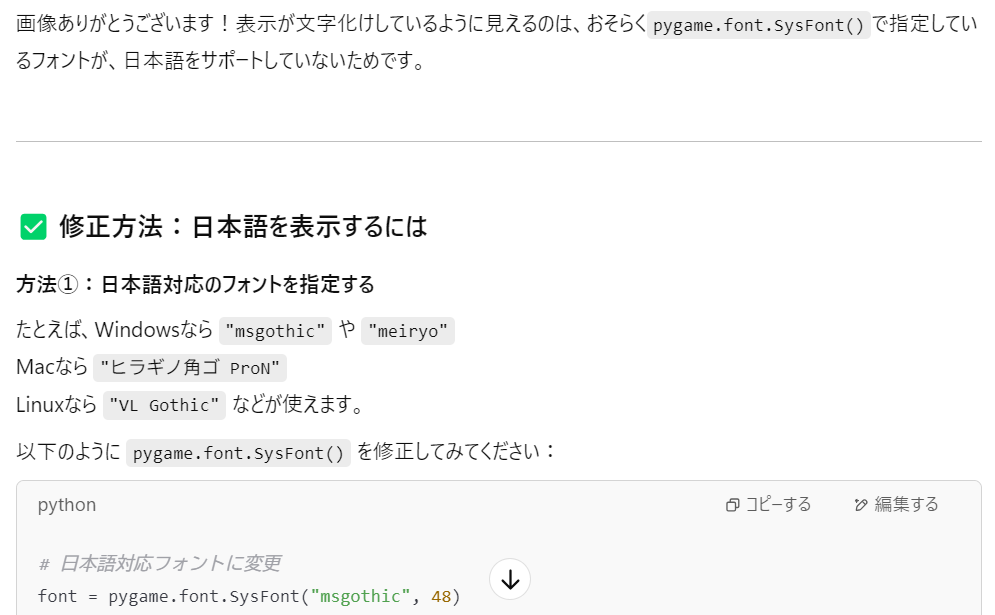 画像ありがとうございます！表示が文字化けしているように見えるのは、おそらく pygame.font.SysFont() で指定してい
るフォントが、日本語をサポートしていないためです。
✅ 修正方法：日本語を表示するには
方法①：日本語対応のフォントを指定する
たとえば、Windowsなら "msgothic" や "meiryo"
Macなら "ヒラギノ角ゴ ProN"
Linuxなら "VL Gothic" などが使えます。
以下のように pygame.font.SysFont() を修正してみてください：
python コピーする 編集する
# 日本語対応フォントに変更
font = pygame.font.SysFont("msgothic", 48)